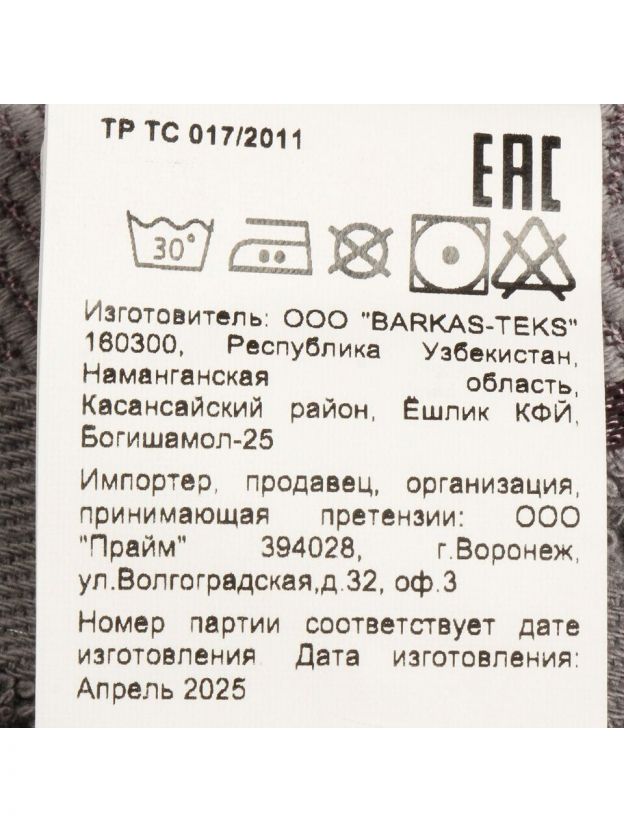 ТР ТС 017/2011
EAC
30°
Изготовитель: ООО "BARKAS-TEKS"
160300, Республика Узбекистан,
Наманганская область,
Касансайский район, Ёшлик КФЙ,
Богишамол-25
Импортер, продавец, организация,
принимающая претензии: ООО
"Прайм" 394028, г.Воронеж,
ул.Волгоградская,д.32, оф.3
Номер партии соответствует дате
изготовления Дата изготовления:
Апрель 2025